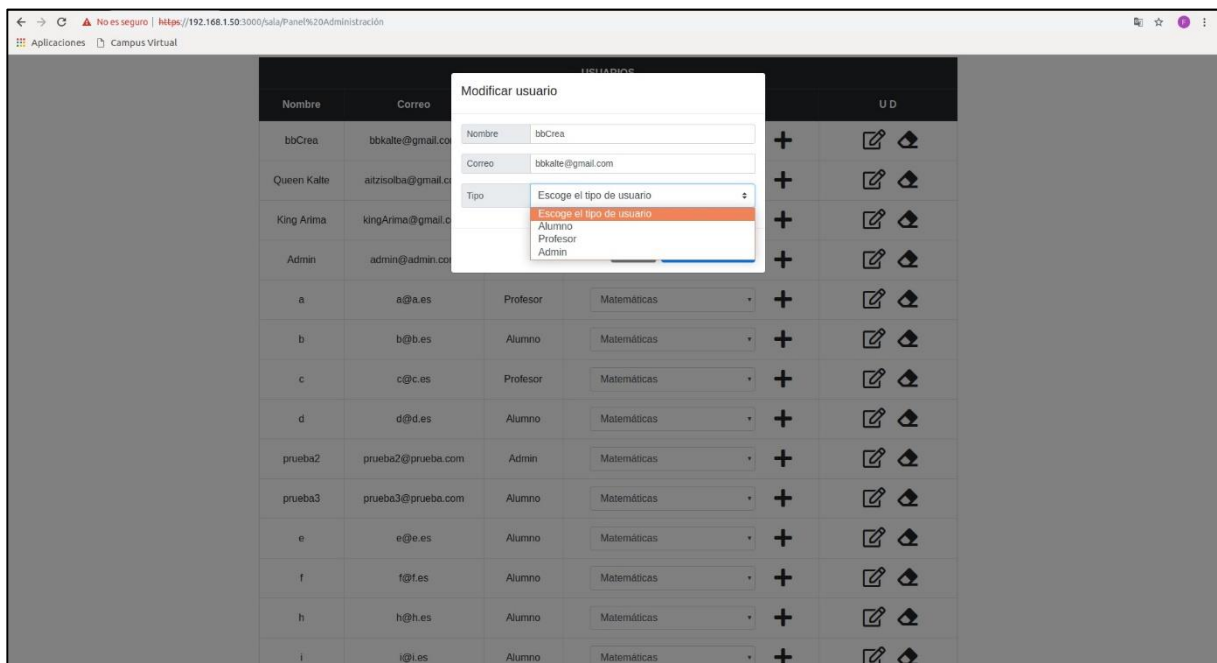 No es seguro | https://192.168.1.50:3000/sala/Panel%20Administración
Aplicaciones Campus Virtual
USUARIOS
Modificar usuario
Nombre Correo U D
Nombre bbCrea
bbCrea bbkalte@gmail.co
Correo bbkalte@gmail.com
Queen Kalte aitzisolba@gmail.c
Tipo Escoge el tipo de usuario
Escoge el tipo de usuario
Alumno
Profesor
Admin
King Arima kingArima@gmail.c
Admin admin@admin.co
a a@a.es Profesor Matemáticas
b b@b.es Alumno Matemáticas
c c@c.es Profesor Matemáticas
d d@d.es Alumno Matemáticas
prueba2 prueba2@prueba.com Admin Matemáticas
prueba3 prueba3@prueba.com Alumno Matemáticas
e e@e.es Alumno Matemáticas
f f@f.es Alumno Matemáticas
h h@h.es Alumno Matemáticas
i i@i.es Alumno Matemáticas